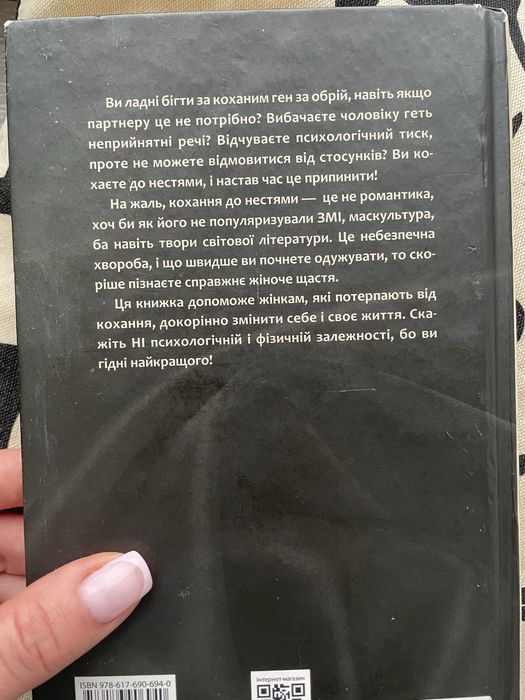 Ви ладні бігти за коханим ген за обрій, навіть якщо
партнеру це не потрібно? Вибачаєте чоловіку геть
неприйнятні речі? Відчуваєте психологічний тиск,
проте не можете відмовитися від стосунків? Ви ко-
хаєте до нестями, і настав час це припинити!
На жаль, кохання до нестями — це не романтика,
хоч би як його не популяризували ЗМІ, маскультура,
ба навіть твори світової літератури. Це небезпечна
хвороба, і що швидше ви почнете одужувати, то ско-
ріше пізнаєте справжнє жіноче щастя.
Ця книжка допоможе жінкам, які потерпають від
кохання, докорінно змінити себе і своє життя. Ска-
жіть НІ психологічній і фізичній залежності, бо ви
гідні найкращого!
ISBN 978-617-690-694-0
інтернет-магазин